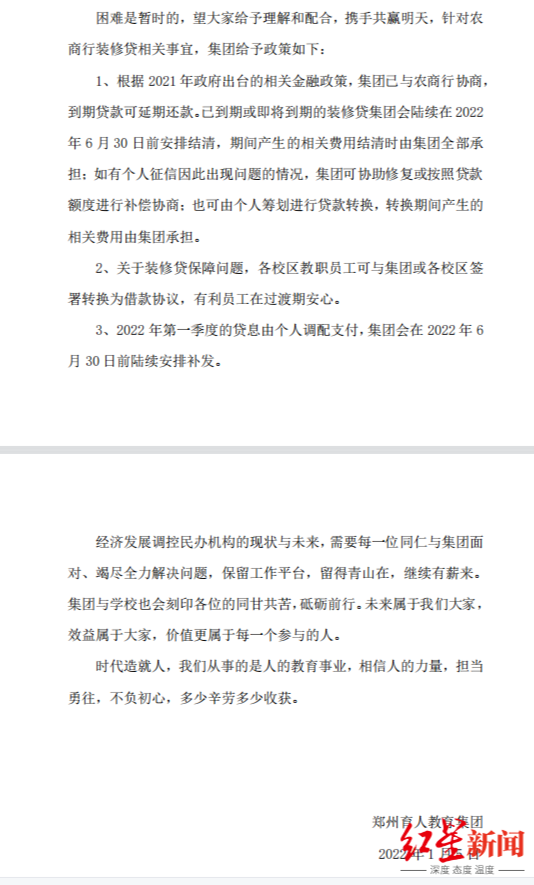 困难是暂时的，望大家给予理解和配合，携手共赢明天，针对农
商行装修贷相关事宜，集团给予政策如下：
1、根据 2021 年政府出台的相关金融政策，集团已与农商行协商，
到期贷款可延期还款。已到期或即将到期的装修贷集团会陆续在 2022
年 6 月 30 日前安排结清，期间产生的相关费用结清时由集团全部承
担；如有个人征信因此出现问题的情况，集团可协助修复或按照贷款
额度进行补偿协商；也可由个人筹划进行贷款转换，转换期间产生的
相关费用由集团承担。
2、关于装修贷保障问题，各校区教职员工可与集团或各校区签
署转换为借款协议，有利员工在过渡期安心。
3、2022 年第一季度的贷息由个人调配支付，集团会在 2022 年 6
月 30 日前陆续安排补发。
经济发展调控民办机构的现状与未来，需要每一位同仁与集团面
对、竭尽全力解决问题，保留工作平台，留得青山在，继续有薪来。
集团与学校也会刻印各位的同甘共苦，砥砺前行。未来属于我们大家，
效益属于大家，价值更属于每一个参与的人。
时代造就人，我们从事的是人的教育事业，相信人的力量，担当
勇往，不负初心，多少辛劳多少收获。
郑州育人教育集团
2022 年 1 月 5 日
红星新闻
深度 态度 温度